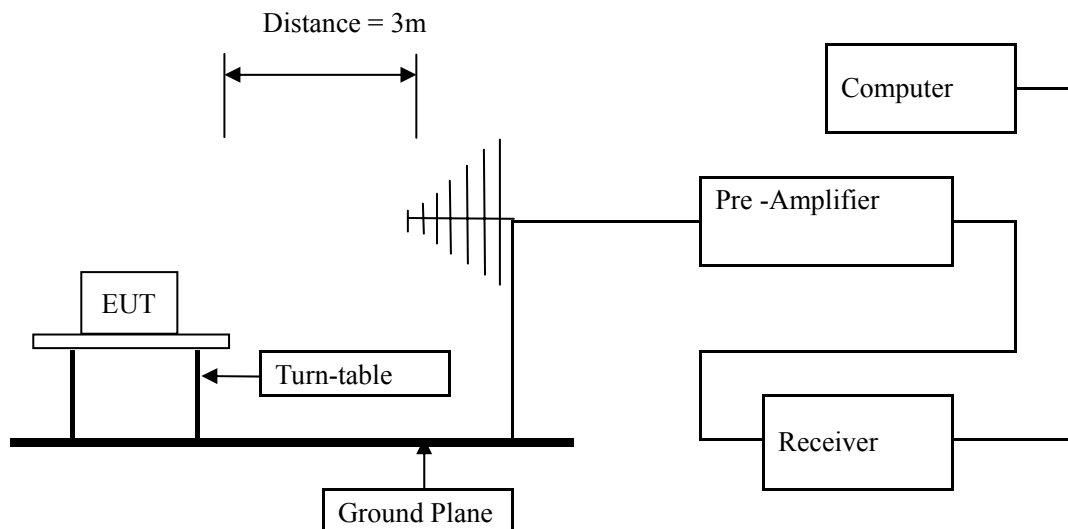 Distance = 3m
Computer
Pre -Amplifier
EUT
Turn-table
Receiver
Ground Plane